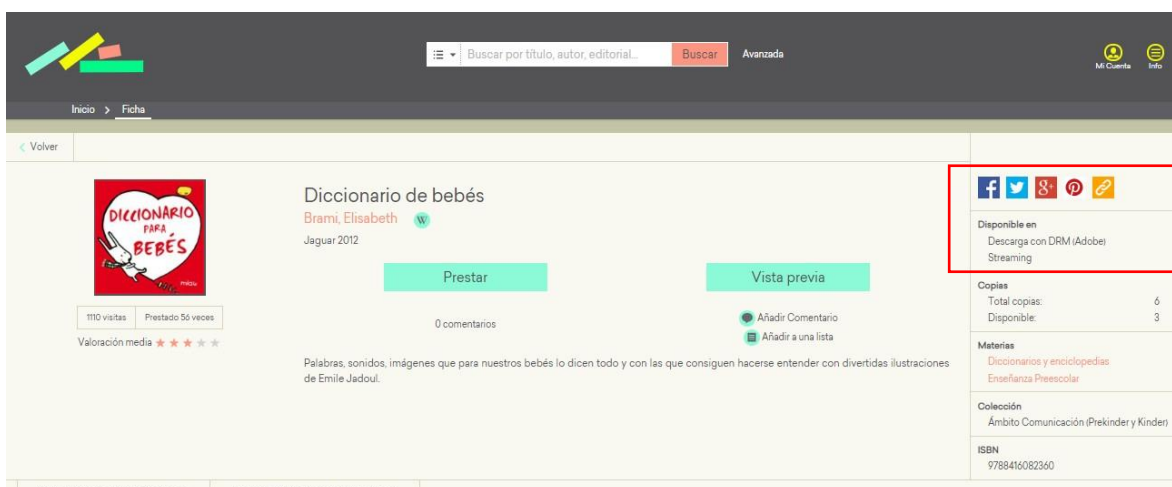 Buscar por título, autor, editorial...
Buscar
Avanzada
Mi Cuenta
Info
Inicio > Ficha
< Volver
DICCIONARIO
PARA
BEBÉS
1110 visitas
Prestado 56 veces
Valoración media
Diccionario de bebés
Brami, Elisabeth W
Jaguar 2012
Prestar
Vista previa
0 comentarios
Añadir Comentario
Añadir a una lista
Palabras, sonidos, imágenes que para nuestros bebés lo dicen todo y con las que consiguen hacerse entender con divertidas ilustraciones
de Emile Jadoul.
Disponible en
Descarga con DRM (Adobe)
Streaming
Copias
Total copias: 6
Disponible: 3
Materias
Diccionarios y enciclopedias
Enseñanza Preescolar
Colección
Ámbito Comunicación (Prekinder y Kinder)
ISBN
9788416082360